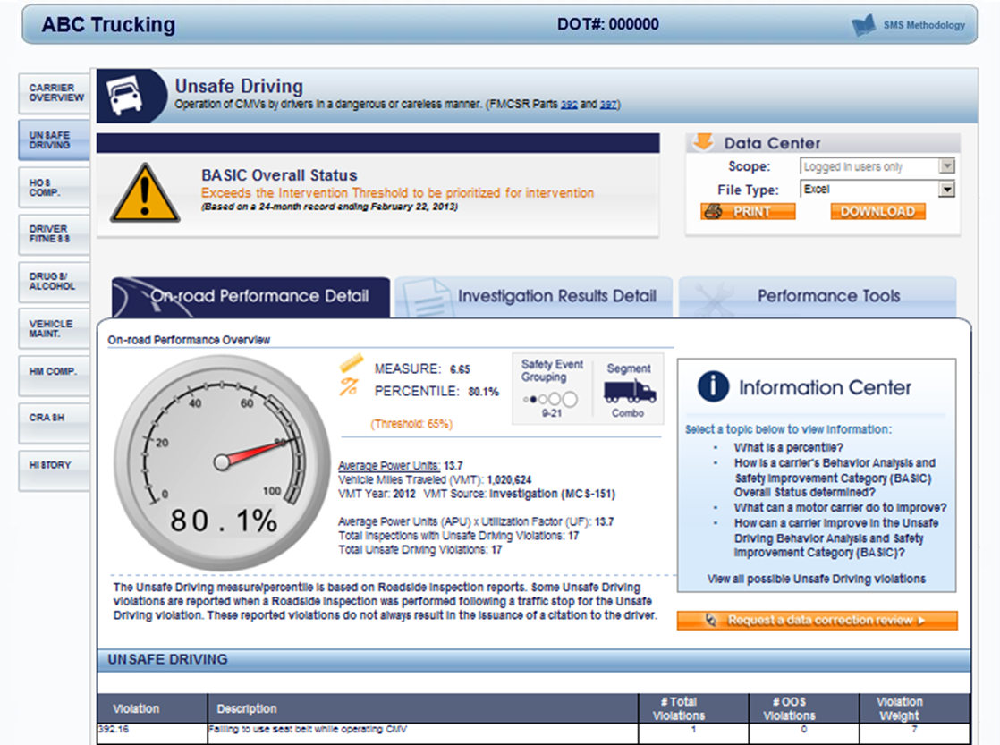 ABC Trucking
DOT#: 000000
SMS Methodology
CARRIER
OVERVIEW
UNSAFE
DRIVING
HOS
COMP.
DRIVER
FITNESS
DRUGS/
ALCOHOL
VEHICLE
MAINT.
HM COMP.
CRASH
HISTORY
Unsafe Driving
Operation of CMVs by drivers in a dangerous or careless manner. (FMCSR Parts 392 and 397)
BASIC Overall Status
Exceeds the Intervention Threshold to be prioritized for intervention
(Based on a 24-month record ending February 22, 2013)
Data Center
Scope: Logged in users only
File Type: Excel
PRINT DOWNLOAD
On-road Performance Detail
Investigation Results Detail
Performance Tools
On-road Performance Overview
0
20
40
60
80
100
80.1%
MEASURE: 6.65
PERCENTILE: 80.1%
(Threshold: 65%)
Safety Event
Grouping
9-21
Segment
Combo
Average Power Units: 13.7
Vehicle Miles Traveled (VMT): 1,020,624
VMT Year: 2012 VMT Source: Investigation (MCS-151)
Average Power Units (APU) x Utilization Factor (UF): 13.7
Total Inspections with Unsafe Driving Violations: 17
Total Unsafe Driving Violations: 17
The Unsafe Driving measure/percentile is based on Roadside Inspection reports. Some Unsafe Driving
violations are reported when a Roadside Inspection was performed following a traffic stop for the Unsafe
Driving violation. These reported violations do not always result in the issuance of a citation to the driver.
i Information Center
Select a topic below to view information:
• What is a percentile?
• How is a carrier's Behavior Analysis and
Safety Improvement Category (BASIC)
Overall Status determined?
• What can a motor carrier do to improve?
• How can a carrier improve in the Unsafe
Driving Behavior Analysis and Safety
Improvement Category (BASIC)?
View all possible Unsafe Driving violations
Request a data correction review
UNSAFE DRIVING
Violation Description # Total Violations # OOS Violations Violation Weight
392.16 Failing to use seat belt while operating CMV 1 0 7